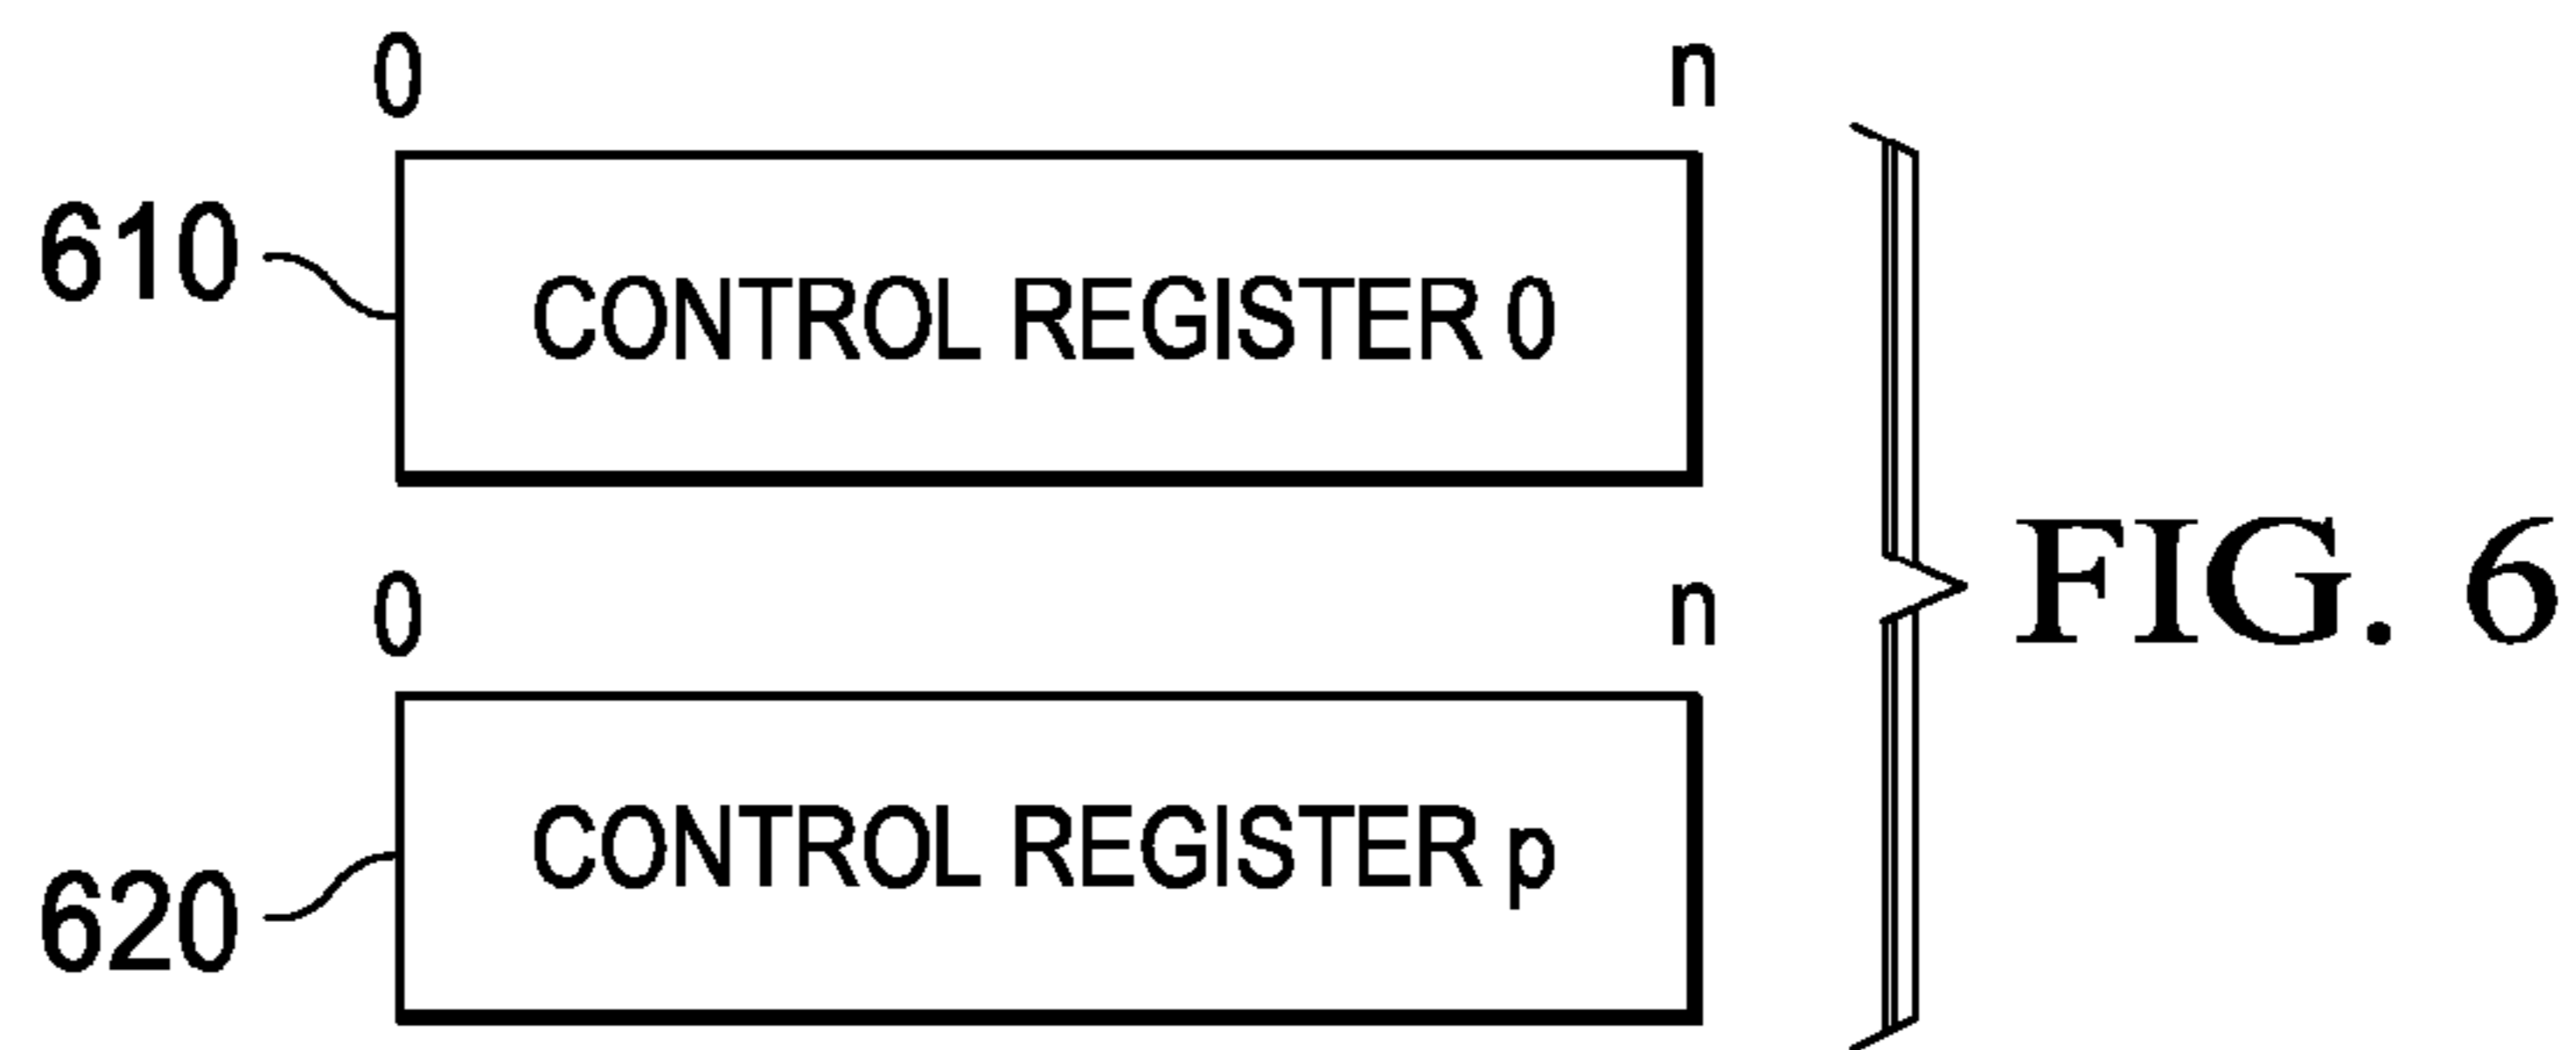 0 n
610 CONTROL REGISTER 0
0 n
FIG. 6
620 CONTROL REGISTER p